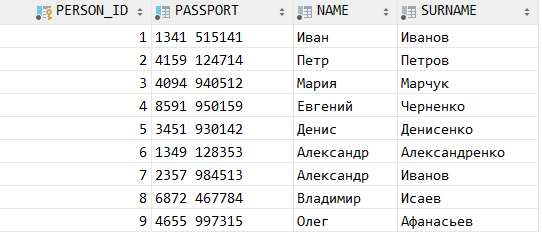 PERSON_ID PASSPORT NAME SURNAME
1 1341 515141 Иван Иванов
2 4159 124714 Петр Петров
3 4094 940512 Мария Марчук
4 8591 950159 Евгений Черненко
5 3451 930142 Денис Денисенко
6 1349 128353 Александр Александренко
7 2357 984513 Александр Иванов
8 6872 467784 Владимир Исаев
9 4655 997315 Олег Афанасьев